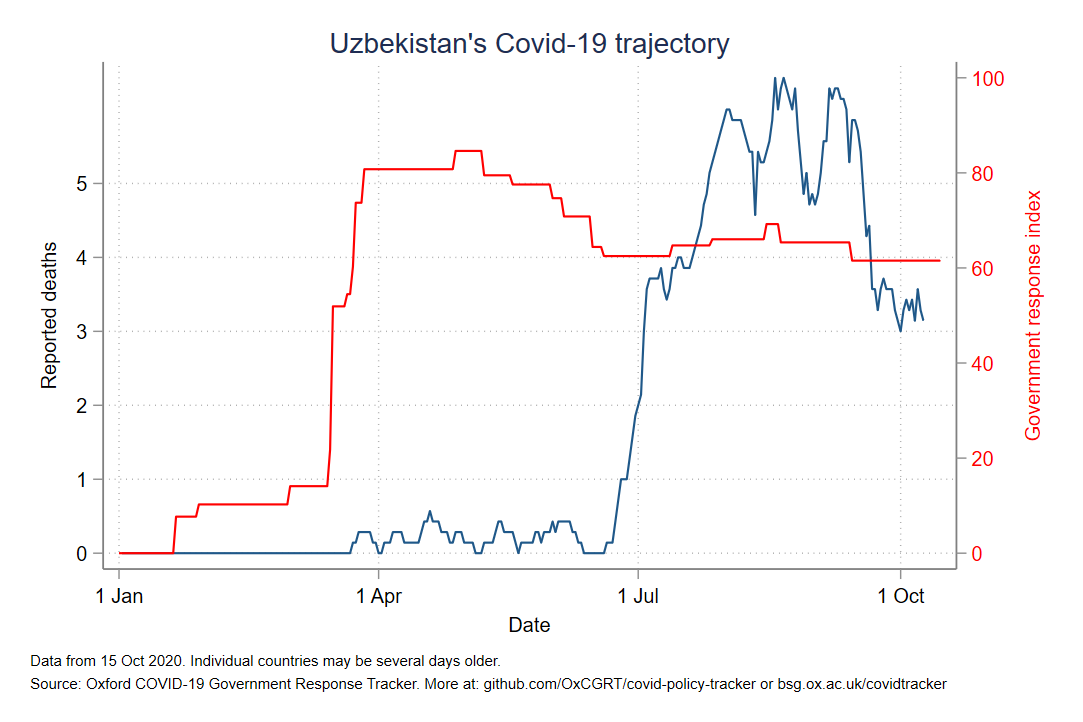 Uzbekistan's Covid-19 trajectory
100
80
60
40
20
0
5
4
3
2
1
0
Reported deaths
Government response index
1 Jan
1 Apr
1 Jul
1 Oct
Date
Data from 15 Oct 2020. Individual countries may be several days older.
Source: Oxford COVID-19 Government Response Tracker. More at: github.com/OxCGRT/covid-policy-tracker or bsg.ox.ac.uk/covidtracker